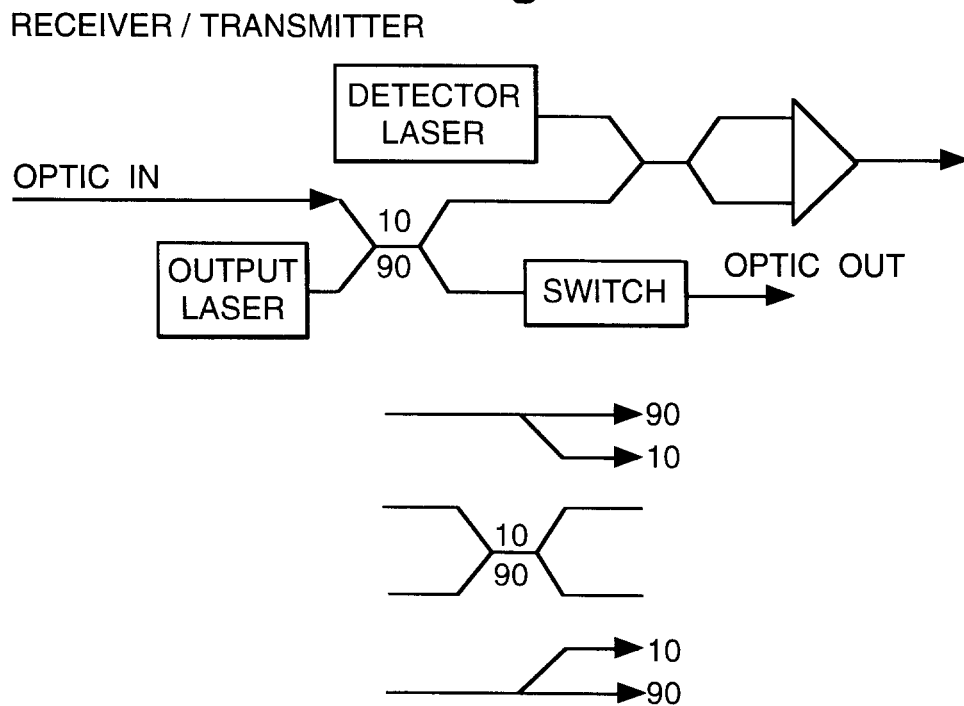 RECEIVER / TRANSMITTER
DETECTOR
LASER
OPTIC IN
10
90
OUTPUT
LASER
SWITCH
OPTIC OUT
90
10
10
90
10
90